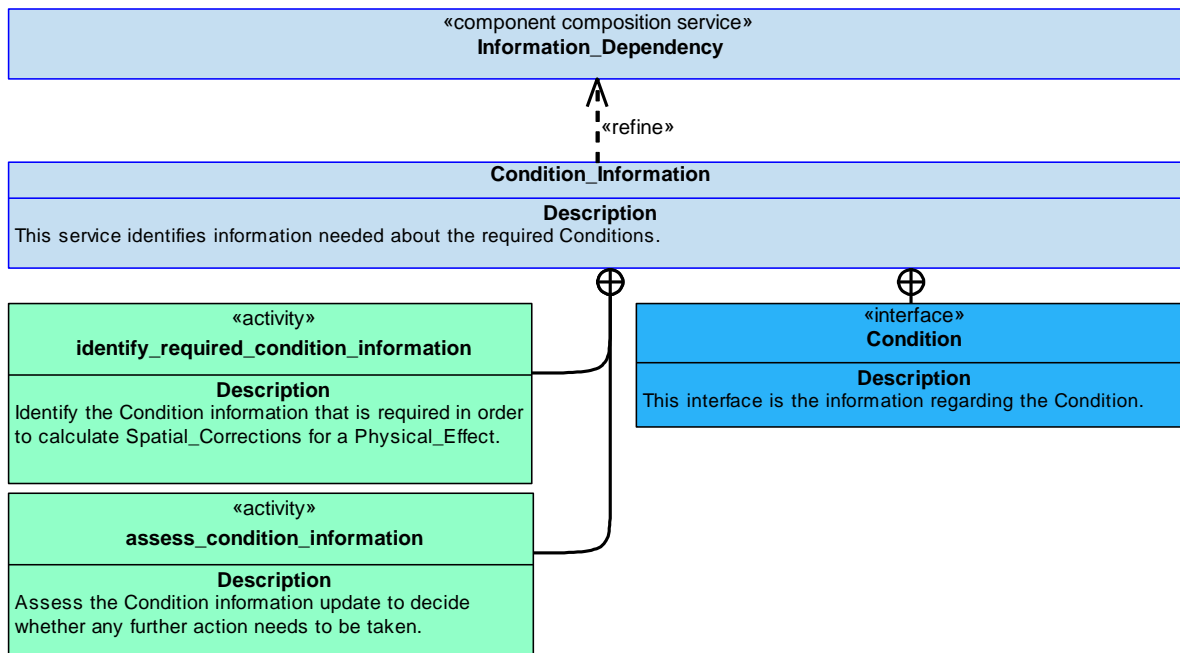 «component composition service»
Information_Dependency
«refine»
Condition_Information
Description
This service identifies information needed about the required Conditions.
«activity»
identify_required_condition_information
Description
Identify the Condition information that is required in order
to calculate Spatial_Corrections for a Physical_Effect.
«interface»
Condition
Description
This interface is the information regarding the Condition.
«activity»
assess_condition_information
Description
Assess the Condition information update to decide
whether any further action needs to be taken.